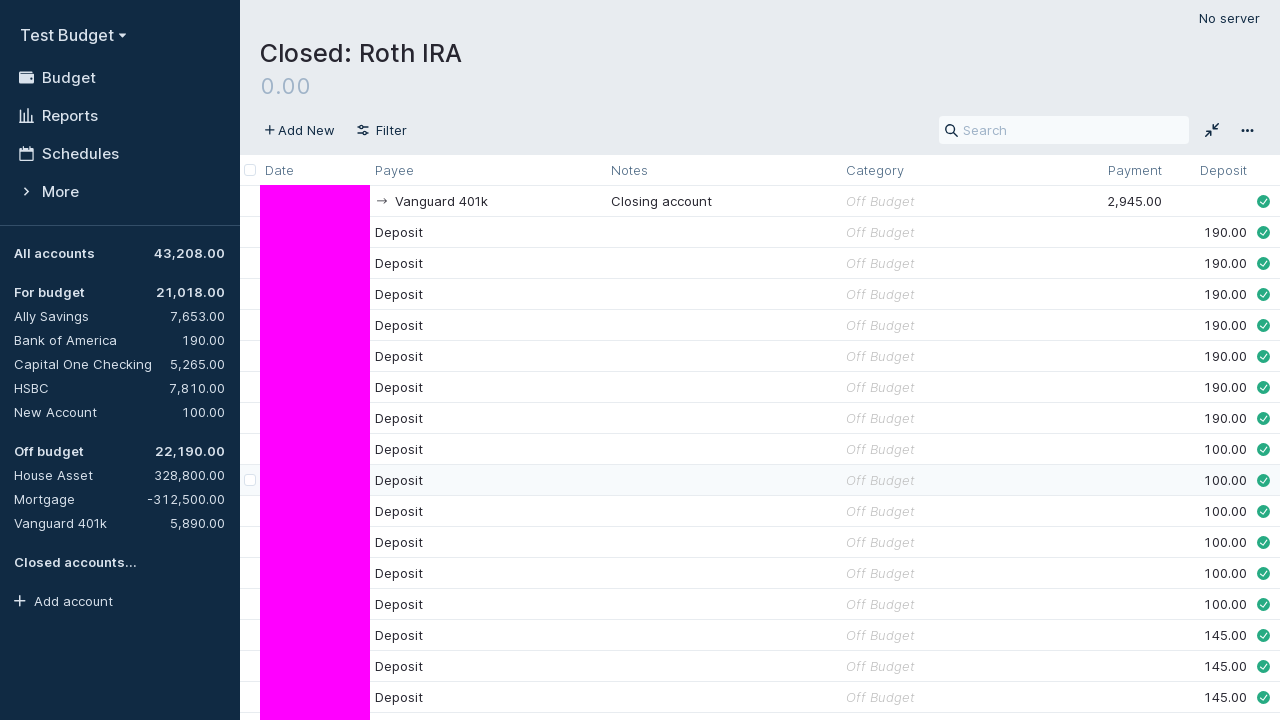 Test Budget
Budget
Reports
Schedules
More
All accounts 43,208.00
For budget 21,018.00
Ally Savings 7,653.00
Bank of America 190.00
Capital One Checking 5,265.00
HSBC 7,810.00
New Account 100.00
Off budget 22,190.00
House Asset 328,800.00
Mortgage -312,500.00
Vanguard 401k 5,890.00
Closed accounts...
Add account
No server
Closed: Roth IRA
0.00
Add New Filter Search
Date Payee Notes Category Payment Deposit
Vanguard 401k Closing account Off Budget 2,945.00
Deposit Off Budget 190.00
Deposit Off Budget 190.00
Deposit Off Budget 190.00
Deposit Off Budget 190.00
Deposit Off Budget 190.00
Deposit Off Budget 190.00
Deposit Off Budget 190.00
Deposit Off Budget 100.00
Deposit Off Budget 100.00
Deposit Off Budget 100.00
Deposit Off Budget 100.00
Deposit Off Budget 100.00
Deposit Off Budget 100.00
Deposit Off Budget 145.00
Deposit Off Budget 145.00
Deposit Off Budget 145.00